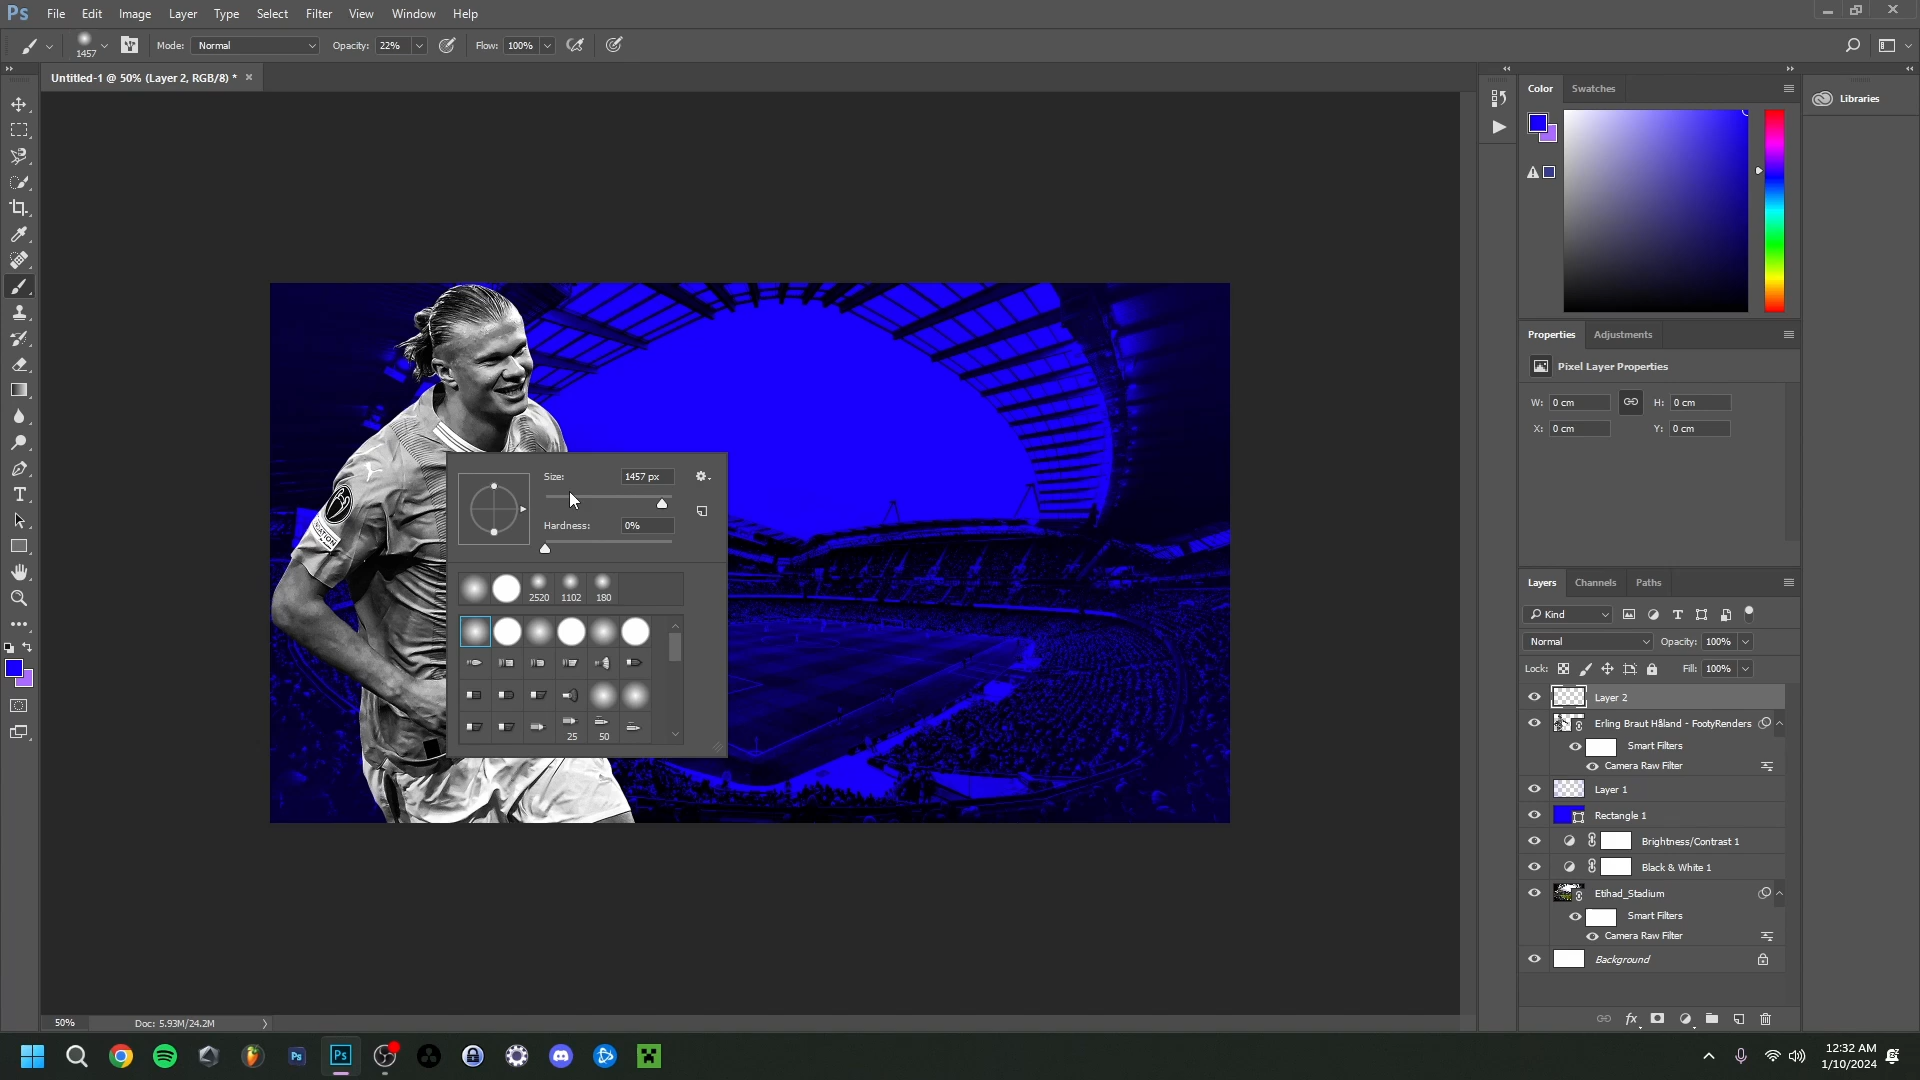 Ps File Edit Image Layer Type Select Filter View Window Help
1457 Mode: Normal Opacity: 22% Flow: 100%
Untitled-1 @ 50% (Layer 2, RGB/8) * ×
Color Swatches
Libraries
Properties Adjustments
Pixel Layer Properties
W: 0 cm H: 0 cm
X: 0 cm Y: 0 cm
Size: 1457 px
Hardness: 0%
2520 1102 180
25 50
Layers Channels Paths
Kind
Normal Opacity: 100%
Lock: Fill: 100%
Layer 2
Erling Braut Håland - FootyRenders
Smart Filters
Camera Raw Filter
Layer 1
Rectangle 1
Brightness/Contrast 1
Black & White 1
Etihad_Stadium
Smart Filters
Camera Raw Filter
Background
50% Doc: 5.93M/24.2M
Ps Ps
12:32 AM
1/10/2024